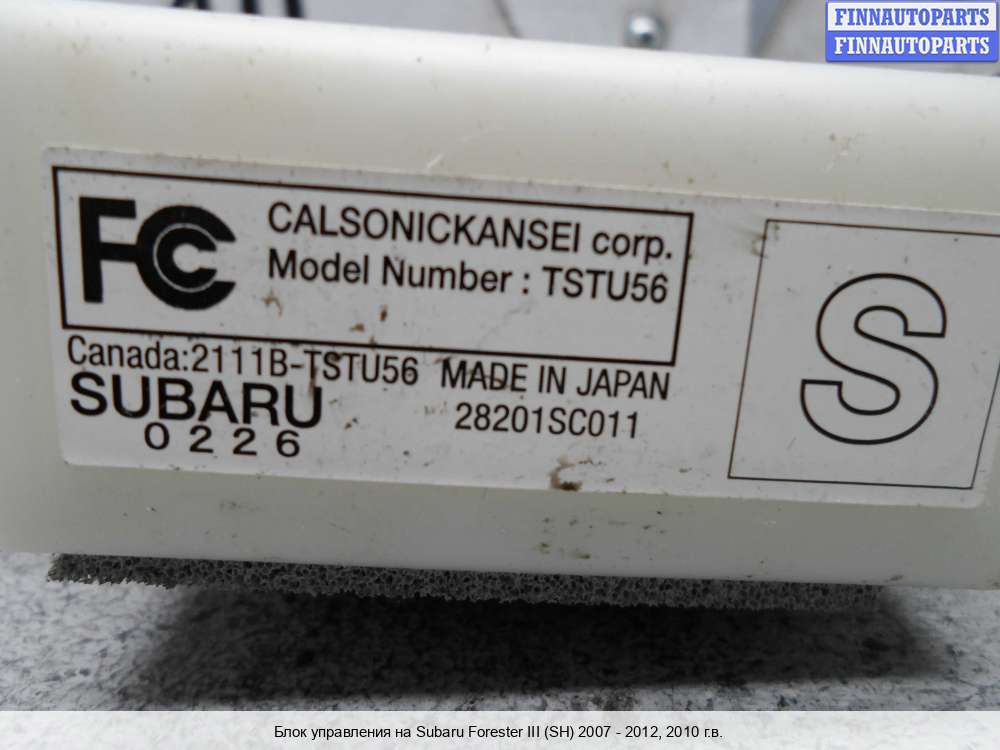 FINNAUTOPARTS
FINNAUTOPARTS
FC CALSONICKANSEI corp.
Model Number : TSTU56
Canada:2111B-TSTU56 MADE IN JAPAN
SUBARU 28201SC011
0226
S
Блок управления на Subaru Forester III (SH) 2007 - 2012, 2010 г.в.